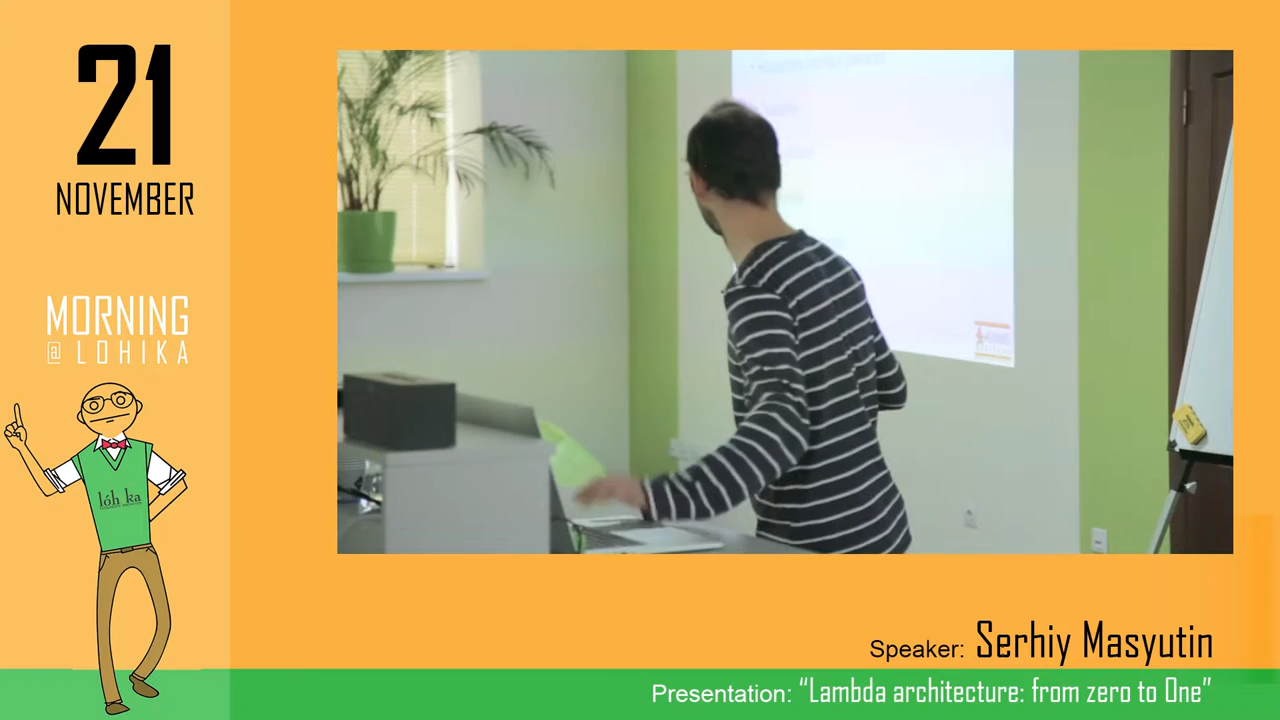 21
NOVEMBER
MORNING
@ LOHIKA
lóh ka
Speaker: Serhiy Masyutin
Presentation: “Lambda architecture: from zero to One”